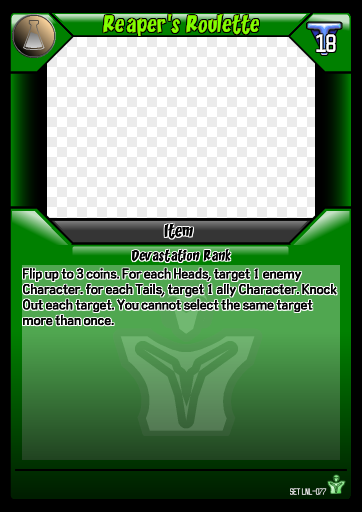 Reaper's Roulette
18
Item
Devastation Rank
Flip up to 3 coins. For each Heads, target 1 enemy
Character. for each Tails, target 1 ally Character. Knock
Out each target. You cannot select the same target
more than once.
SET LNL-077